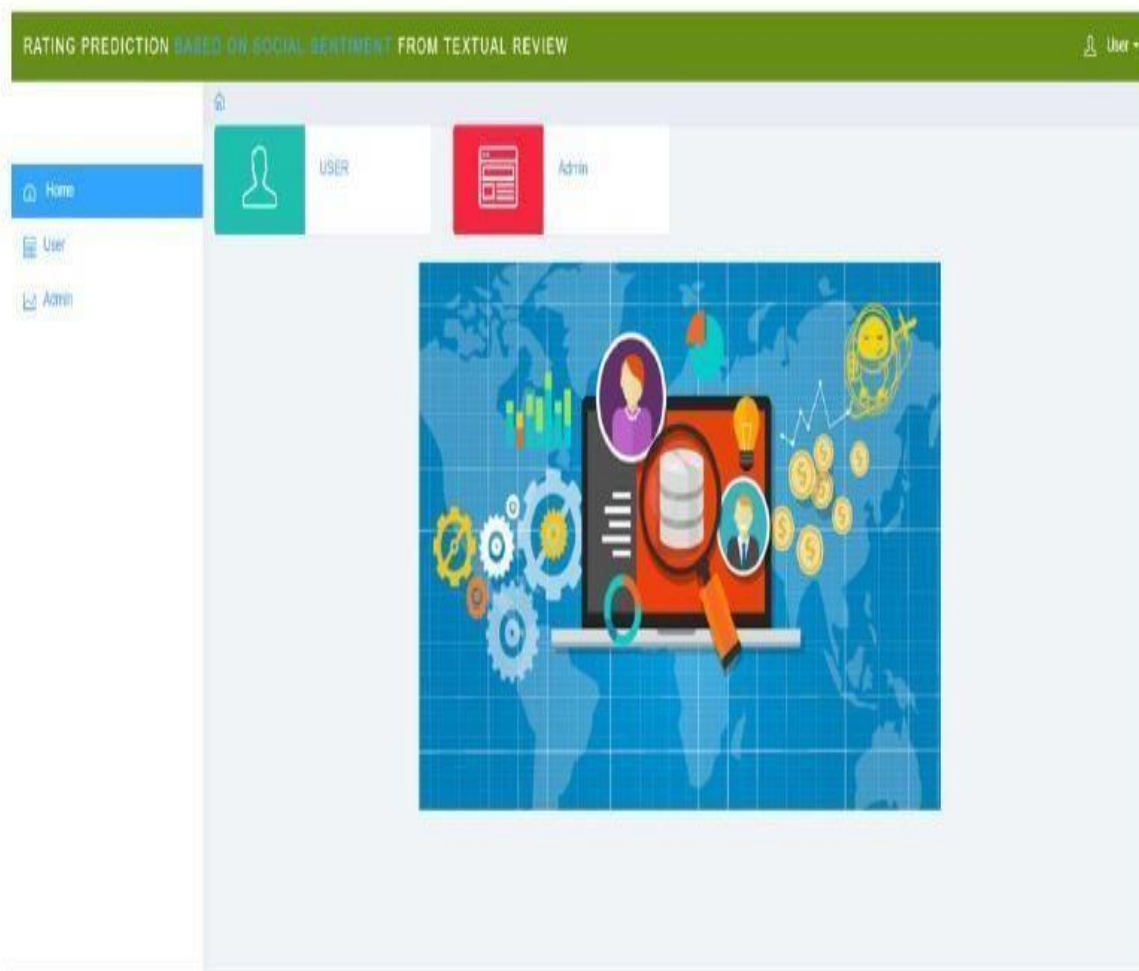 RATING PREDICTION BASED ON SOCIAL SENTIMENT FROM TEXTUAL REVIEW
User
USER
Admin
Home
User
Admin